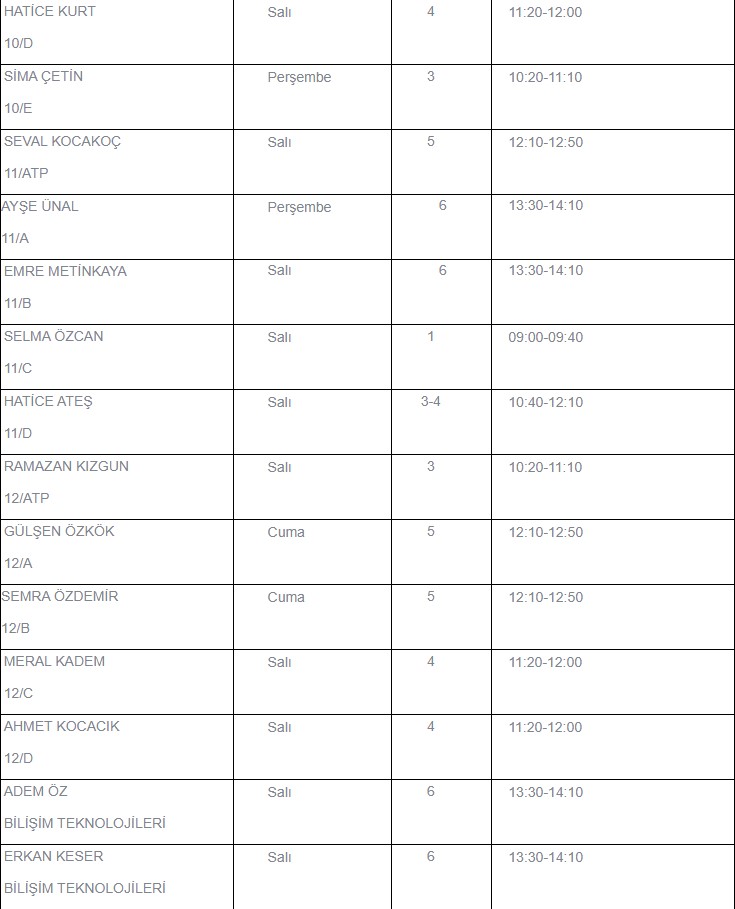 HATİCE KURT Salı 4 11:20-12:00
10/D
SİMA ÇETİN Perşembe 3 10:20-11:10
10/E
SEVAL KOCAKOÇ Salı 5 12:10-12:50
11/ATP
AYŞE ÜNAL Perşembe 6 13:30-14:10
11/A
EMRE METİNKAYA Salı 6 13:30-14:10
11/B
SELMA ÖZCAN Salı 1 09:00-09:40
11/C
HATİCE ATEŞ Salı 3-4 10:40-12:10
11/D
RAMAZAN KIZGUN Salı 3 10:20-11:10
12/ATP
GÜLŞEN ÖZKÖK Cuma 5 12:10-12:50
12/A
SEMRA ÖZDEMİR Cuma 5 12:10-12:50
12/B
MERAL KADEM Salı 4 11:20-12:00
12/C
AHMET KOCACIK Salı 4 11:20-12:00
12/D
ADEM ÖZ Salı 6 13:30-14:10
BİLİŞİM TEKNOLOJİLERİ
ERKAN KESER Salı 6 13:30-14:10
BİLİŞİM TEKNOLOJİLERİ